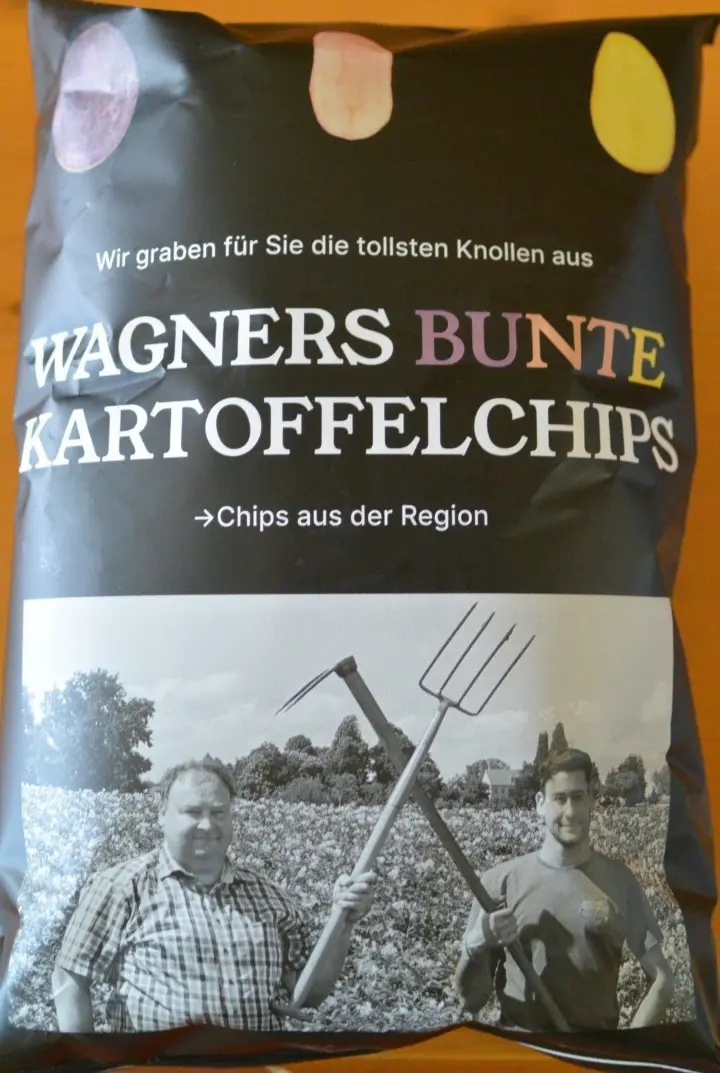 Wir graben für Sie die tollsten Knollen aus
WAGNERS BUNTE
KARTOFFELCHIPS
→Chips aus der Region